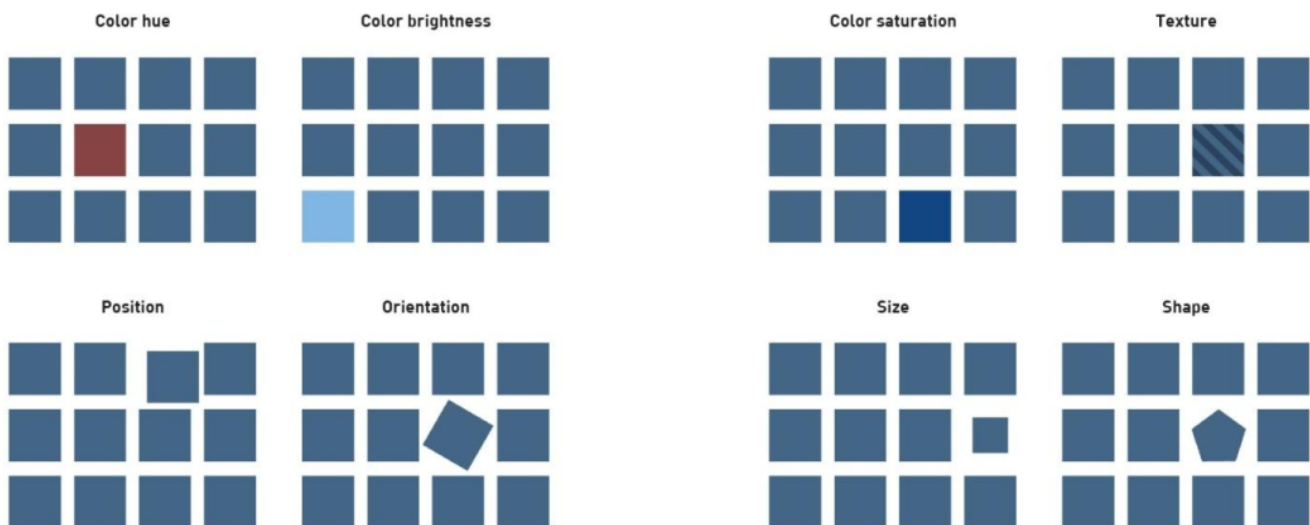 Color hue
Color brightness
Color saturation
Texture
Position
Orientation
Size
Shape